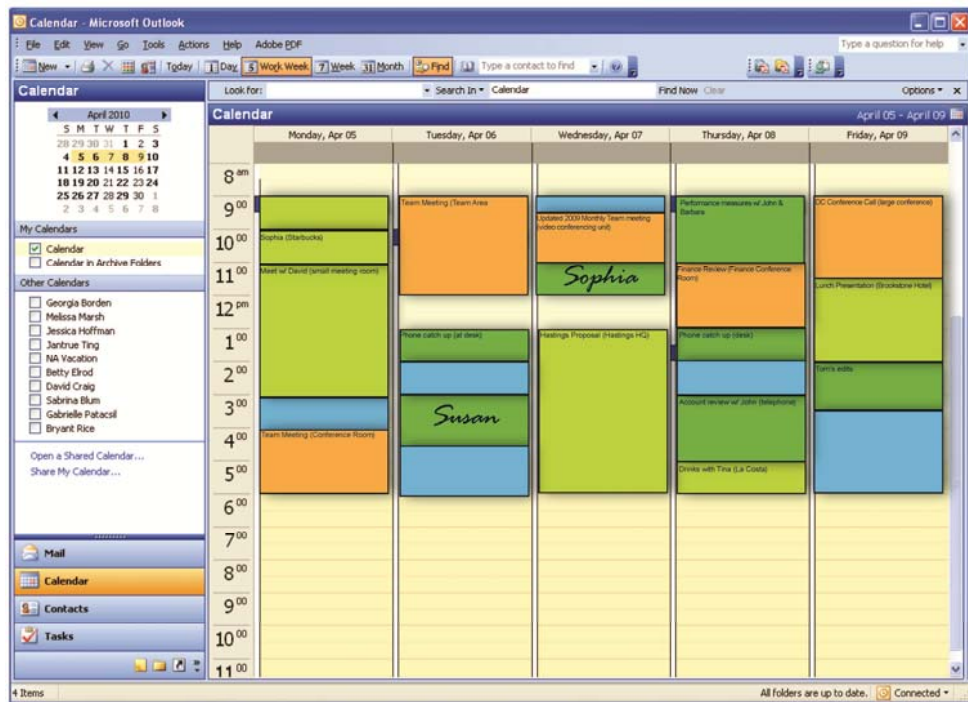 Calendar - Microsoft Outlook
File Edit View Go Tools Actions Help Adobe PDF Type a question for help
New Today 1 Day 5 Work Week 7 Week 31 Month Find Type a contact to find
Calendar Look for: Search In Calendar Find Now Clear Options x
April 2010
S M T W T F S
28 29 30 31 1 2 3
4 5 6 7 8 9 10
11 12 13 14 15 16 17
18 19 20 21 22 23 24
25 26 27 28 29 30 1
2 3 4 5 6 7 8
My Calendars
Calendar
Calendar in Archive Folders
Other Calendars
Georgia Borden
Melissa Marsh
Jessica Hoffman
Jantrue Ting
NA Vacation
Betty Elrod
David Craig
Sabrina Blum
Gabrielle Patacsil
Bryant Rice
Open a Shared Calendar...
Share My Calendar...
Mail
Calendar
Contacts
Tasks
Calendar April 05 - April 09
Monday, Apr 05 Tuesday, Apr 06 Wednesday, Apr 07 Thursday, Apr 08 Friday, Apr 09
8 am
9 00
10 00
11 00
12 pm
1 00
2 00
3 00
4 00
5 00
6 00
7 00
8 00
9 00
10 00
11 00
Sophia (Starbucks)
Meet w/ David (small meeting room)
Team Meeting (Conference Room)
Team Meeting (Team Area
Phone catch up (at desk)
Susan
Updated 2009 Monthly Team meeting
(video conferencing unit)
Sophia
Hastings Proposal (Hastings HQ)
Performance measures w/ John &
Barbara
Finance Review (Finance Conference
Room)
Phone catch up (desk)
Account review w/ John (telephone)
Drinks with Tina (La Costa)
DC Conference Call (large conference)
Lunch Presentation (Brookstone Hotel)
Tom's edits
4 Items All folders are up to date. Connected